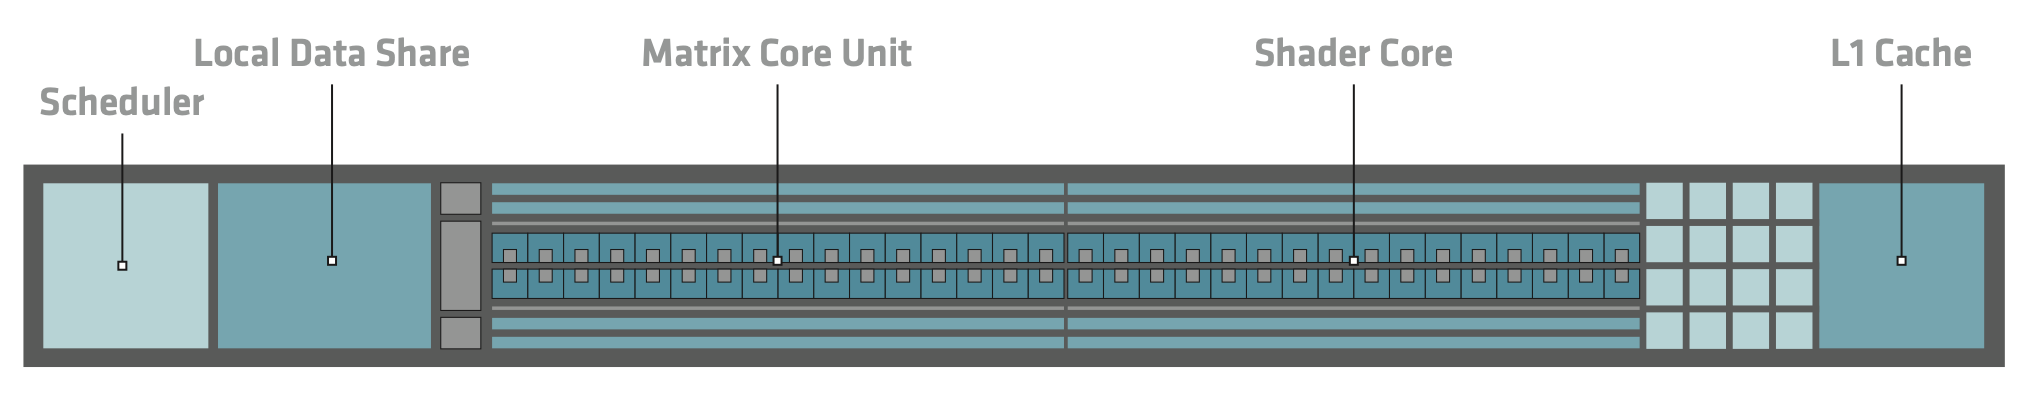 Scheduler
Local Data Share
Matrix Core Unit
Shader Core
L1 Cache